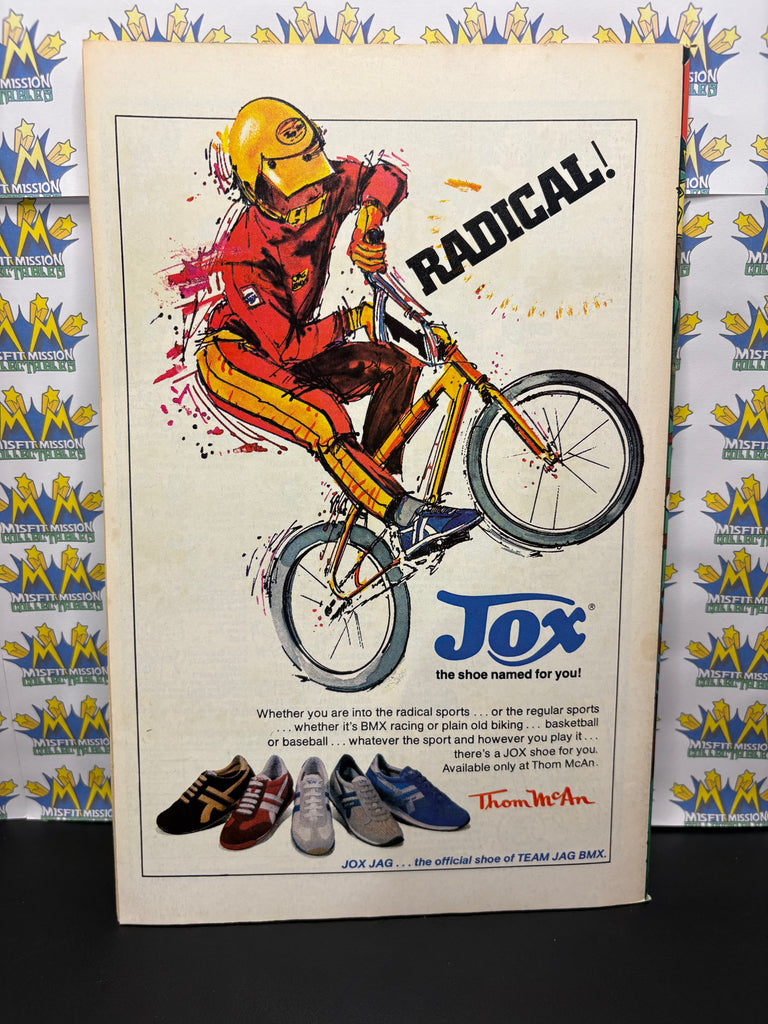 RADICAL!
Jox®
the shoe named for you!
Whether you are into the radical sports ... or the regular sports
... whether it's BMX racing or plain old biking ... basketball
or baseball ... whatever the sport and however you play it ...
there's a JOX shoe for you.
Available only at Thom McAn.
Thom McAn
JOX JAG ... the official shoe of TEAM JAG BMX.
MISFIT MISSION
COLLECTABLES